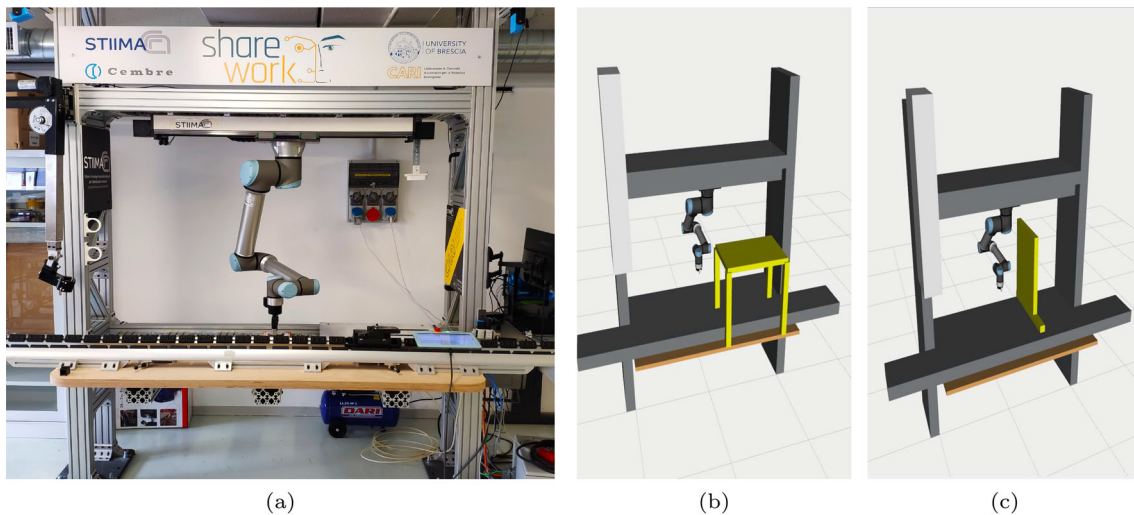 STIIMA
Cembre
share
work
UNIVERSITY
OF BRESCIA
CARI
STIIMA
STIIMA
DARI
(a)
(b)
(c)